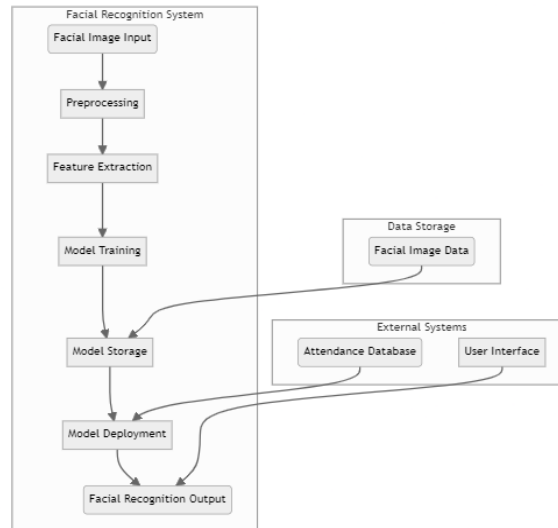 Facial Recognition System
Facial Image Input
Preprocessing
Feature Extraction
Model Training
Data Storage
Facial Image Data
Model Storage
External Systems
Attendance Database
User Interface
Model Deployment
Facial Recognition Output